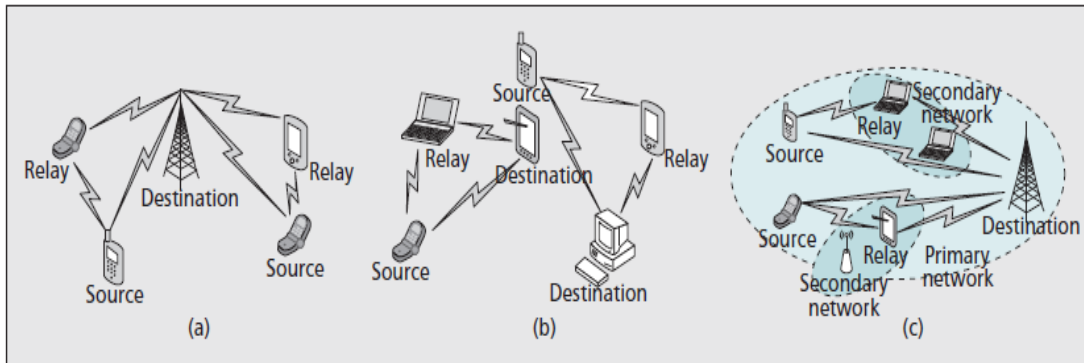 Relay
Destination
Relay
Source
Source
(a)
Source
Relay
Destination
Relay
Source
Destination
(b)
Secondary
network
Relay
Source
Destination
Source
Relay
Primary
network
Secondary
network
(c)